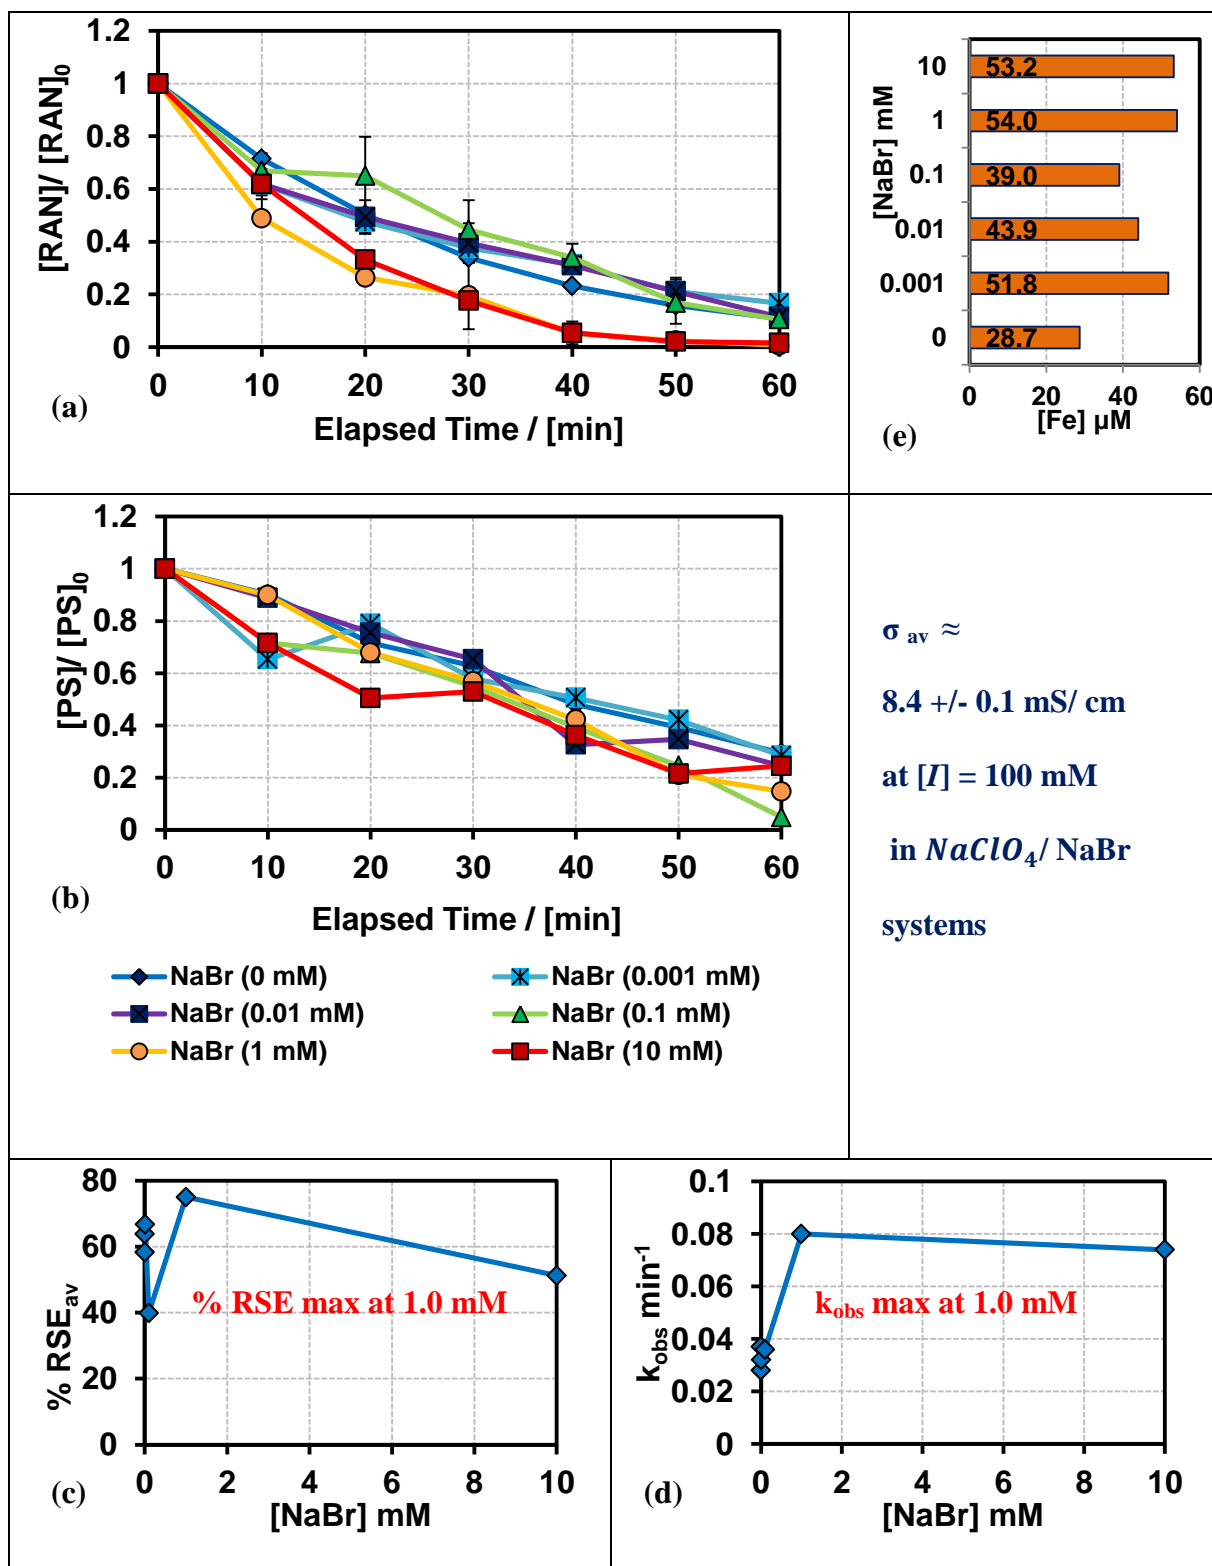 1.2
1
0.8
0.6
0.4
0.2
0
[RAN]/ [RAN]0
0 10 20 30 40 50 60
Elapsed Time / [min]
(a)
[NaBr] mM
10 53.2
1 54.0
0.1 39.0
0.01 43.9
0.001 51.8
0 28.7
0 20 40 60
[Fe] µM
(e)
1.2
1
0.8
0.6
0.4
0.2
0
[PS]/ [PS]0
0 10 20 30 40 50 60
Elapsed Time / [min]
(b)
NaBr (0 mM) NaBr (0.001 mM)
NaBr (0.01 mM) NaBr (0.1 mM)
NaBr (1 mM) NaBr (10 mM)
σ av ≈
8.4 +/- 0.1 mS/ cm
at [I] = 100 mM
in NaClO4/ NaBr
systems
80
60
40
20
0
% RSEav
% RSE max at 1.0 mM
0 2 4 6 8 10
[NaBr] mM
(c)
0.1
0.08
0.06
0.04
0.02
0
kobs min-1
kobs max at 1.0 mM
0 2 4 6 8 10
[NaBr] mM
(d)